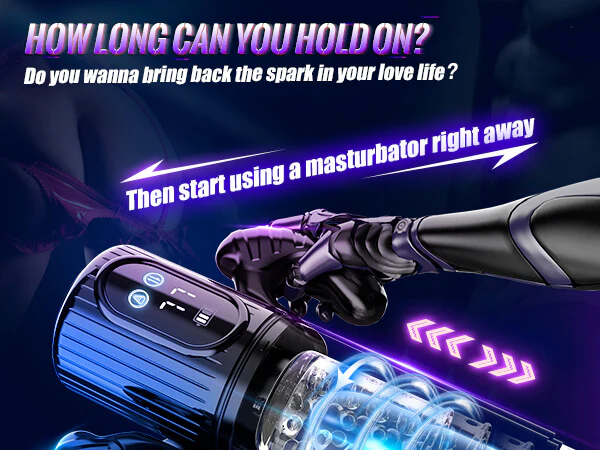 HOW LONG CAN YOU HOLD ON?
Do you wanna bring back the spark in your love life?
Then start using a masturbator right away